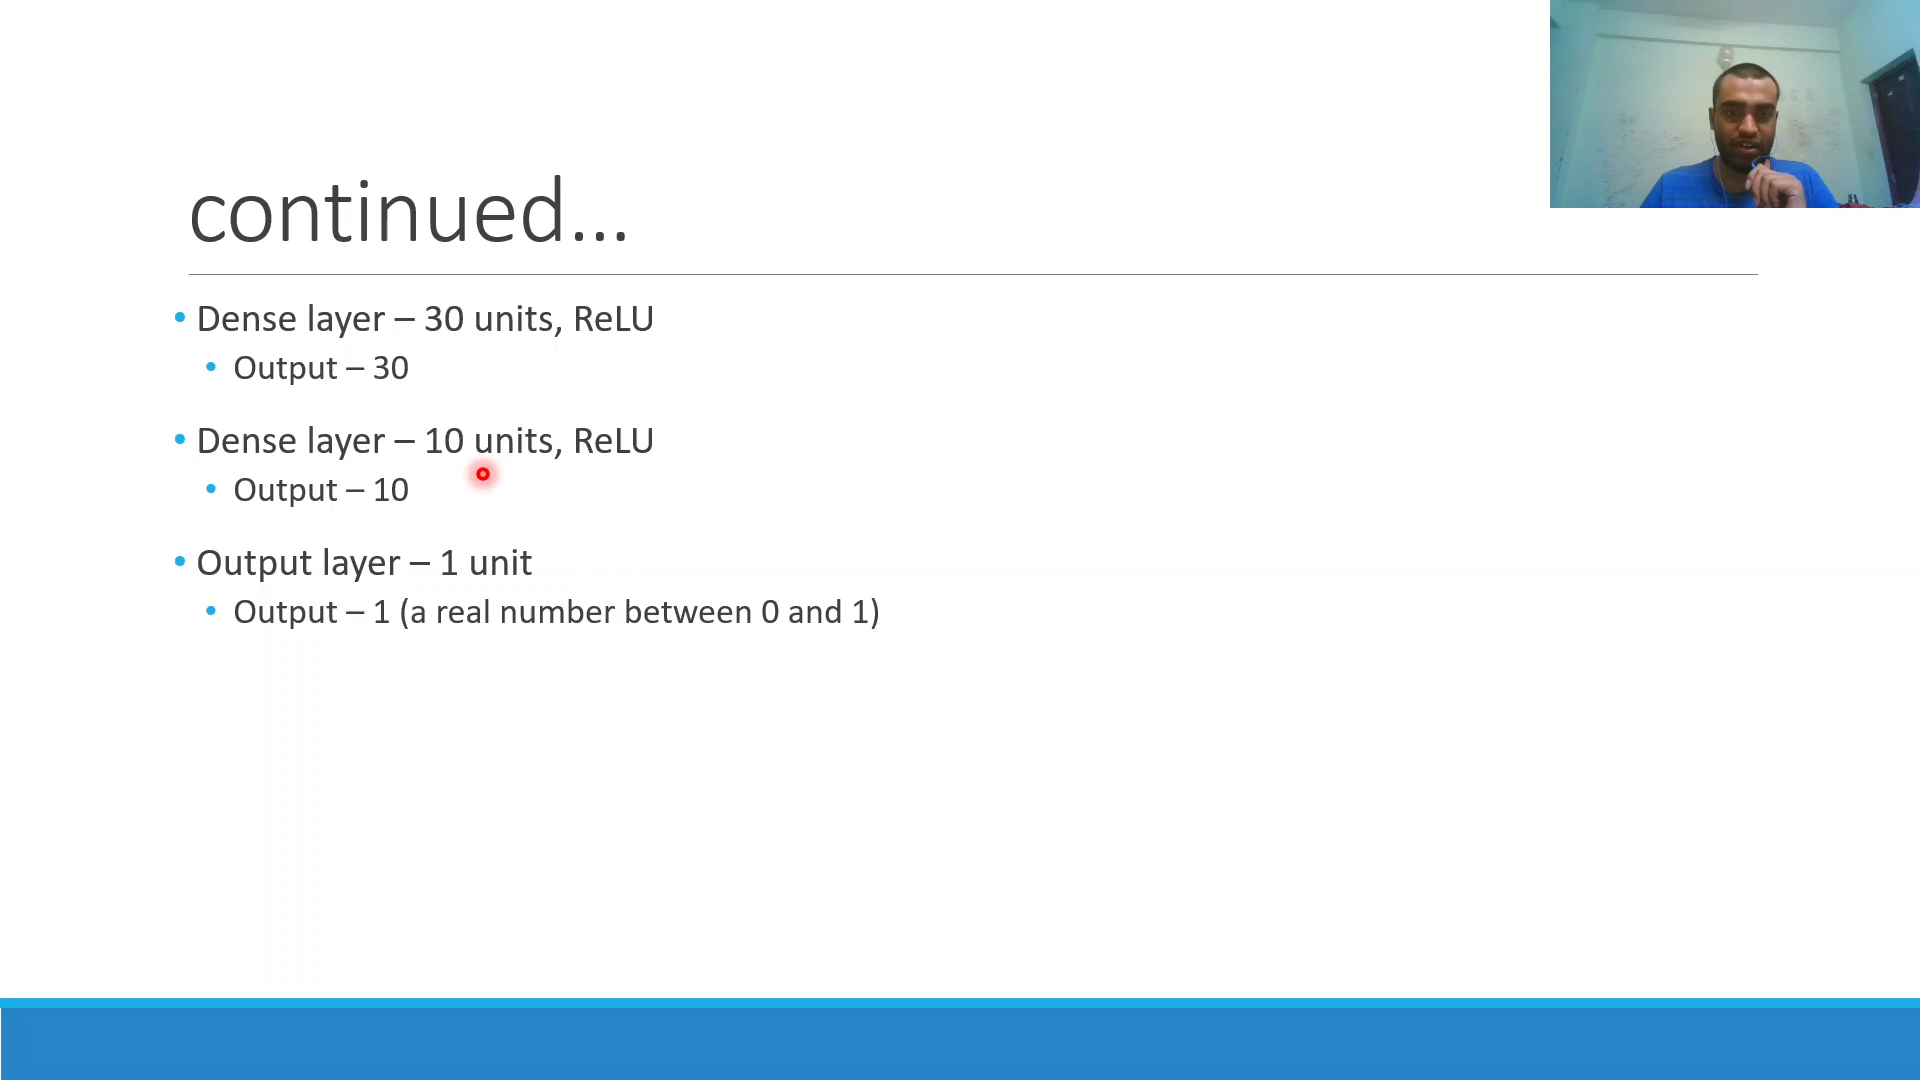 continued...
• Dense layer – 30 units, ReLU
• Output – 30
• Dense layer – 10 units, ReLU
• Output – 10
• Output layer – 1 unit
• Output – 1 (a real number between 0 and 1)